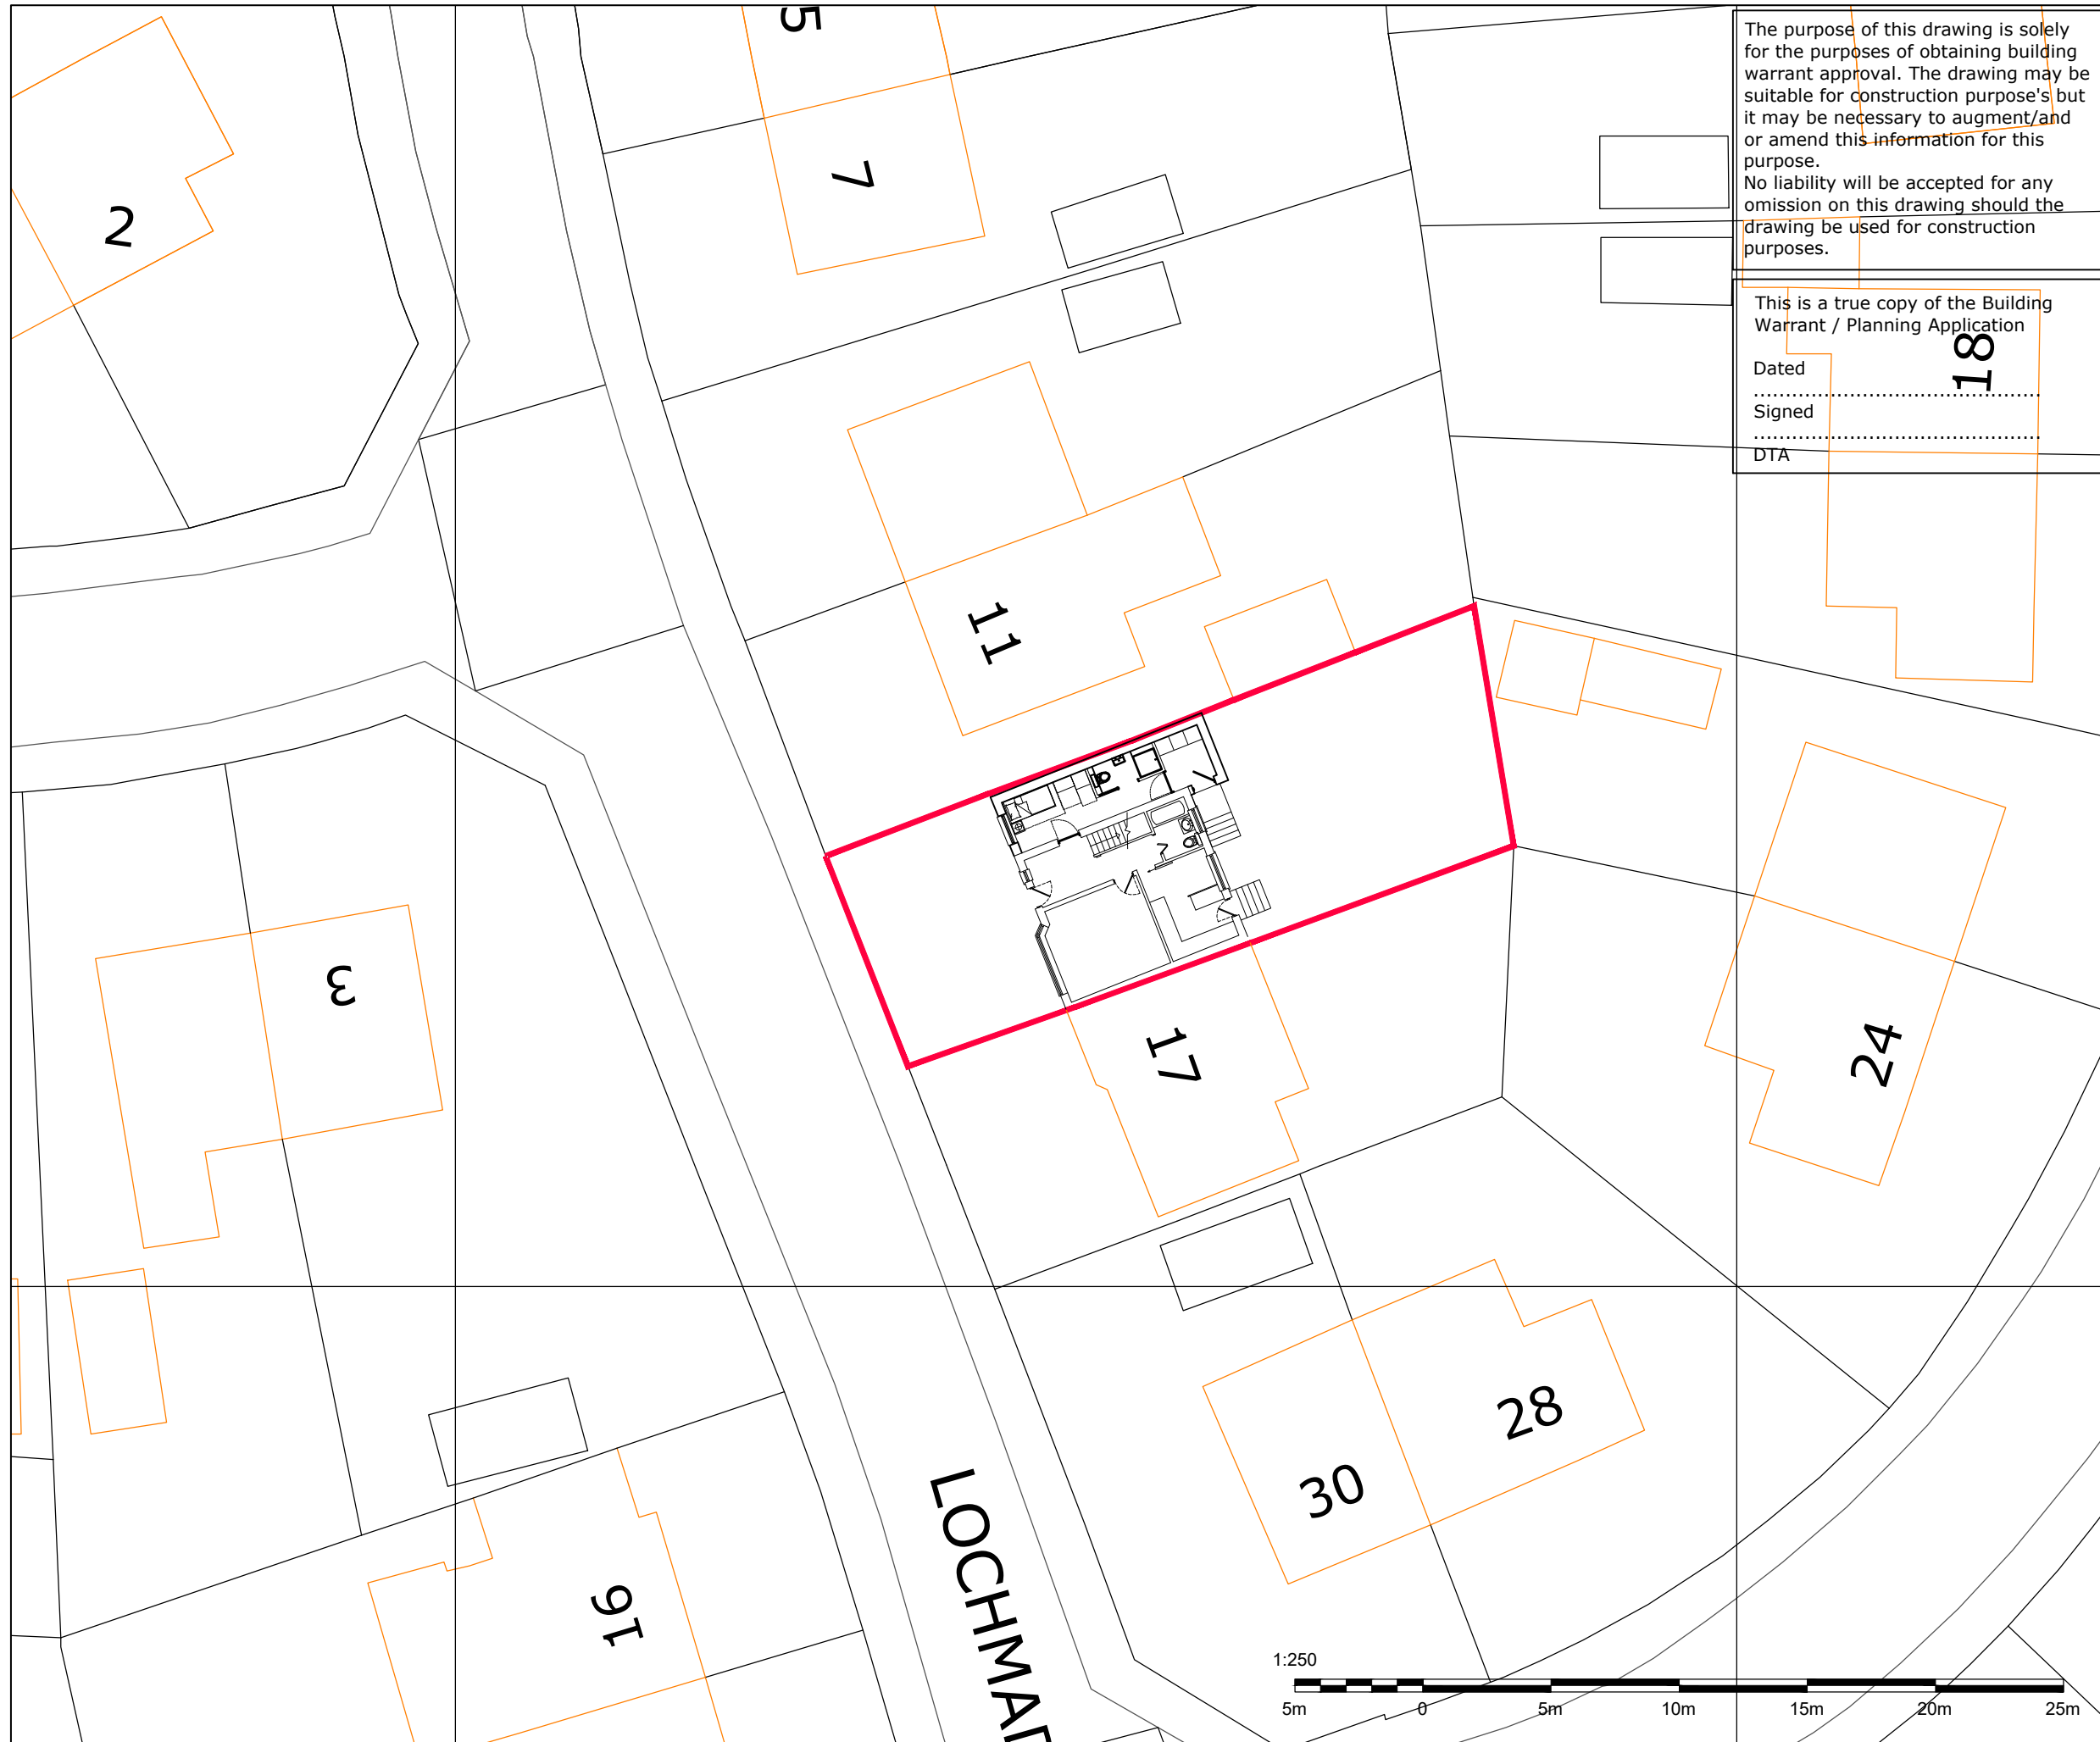 The purpose of this drawing is solely
for the purposes of obtaining building
warrant approval. The drawing may be
suitable for construction purpose's but
it may be necessary to augment/and
or amend this information for this
purpose.
No liability will be accepted for any
omission on this drawing should the
drawing be used for construction
purposes.
This is a true copy of the Building
Warrant / Planning Application
Dated
.............................................
Signed
.............................................
DTA
5
7
2
18
11
3
17
24
28
30
16
LOCHMA
1:250
5m 0 5m 10m 15m 20m 25m